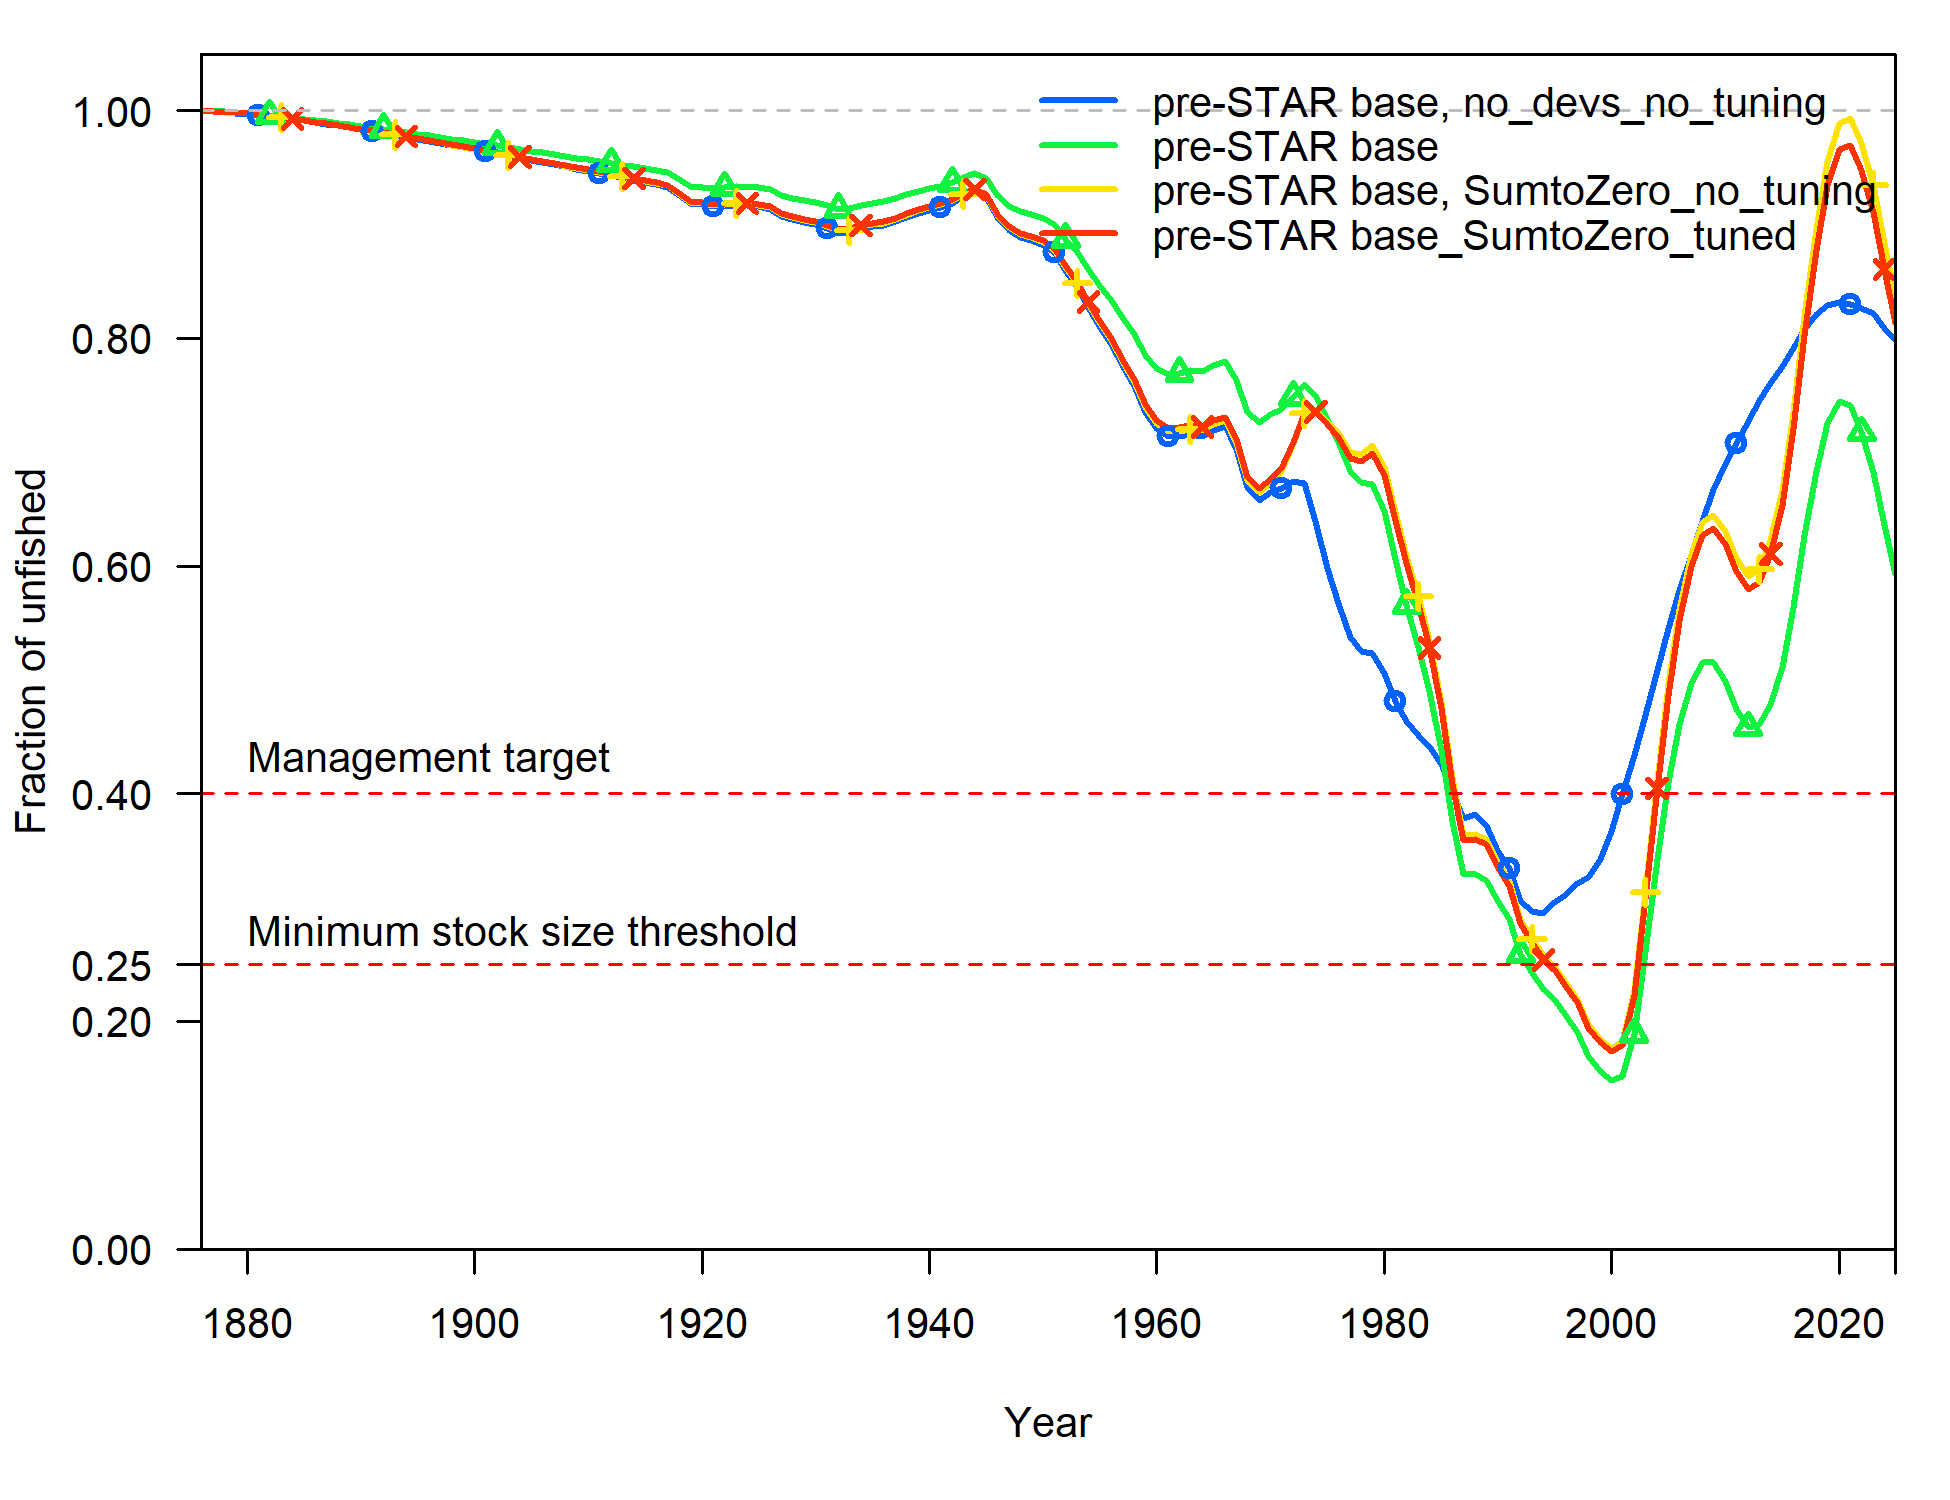 pre-STAR base, no_devs_no_tuning
pre-STAR base
pre-STAR base, SumtoZero_no_tuning
pre-STAR base_SumtoZero_tuned
Fraction of unfished
1.00
0.80
0.60
0.40
0.25
0.20
0.00
Management target
Minimum stock size threshold
1880 1900 1920 1940 1960 1980 2000 2020
Year